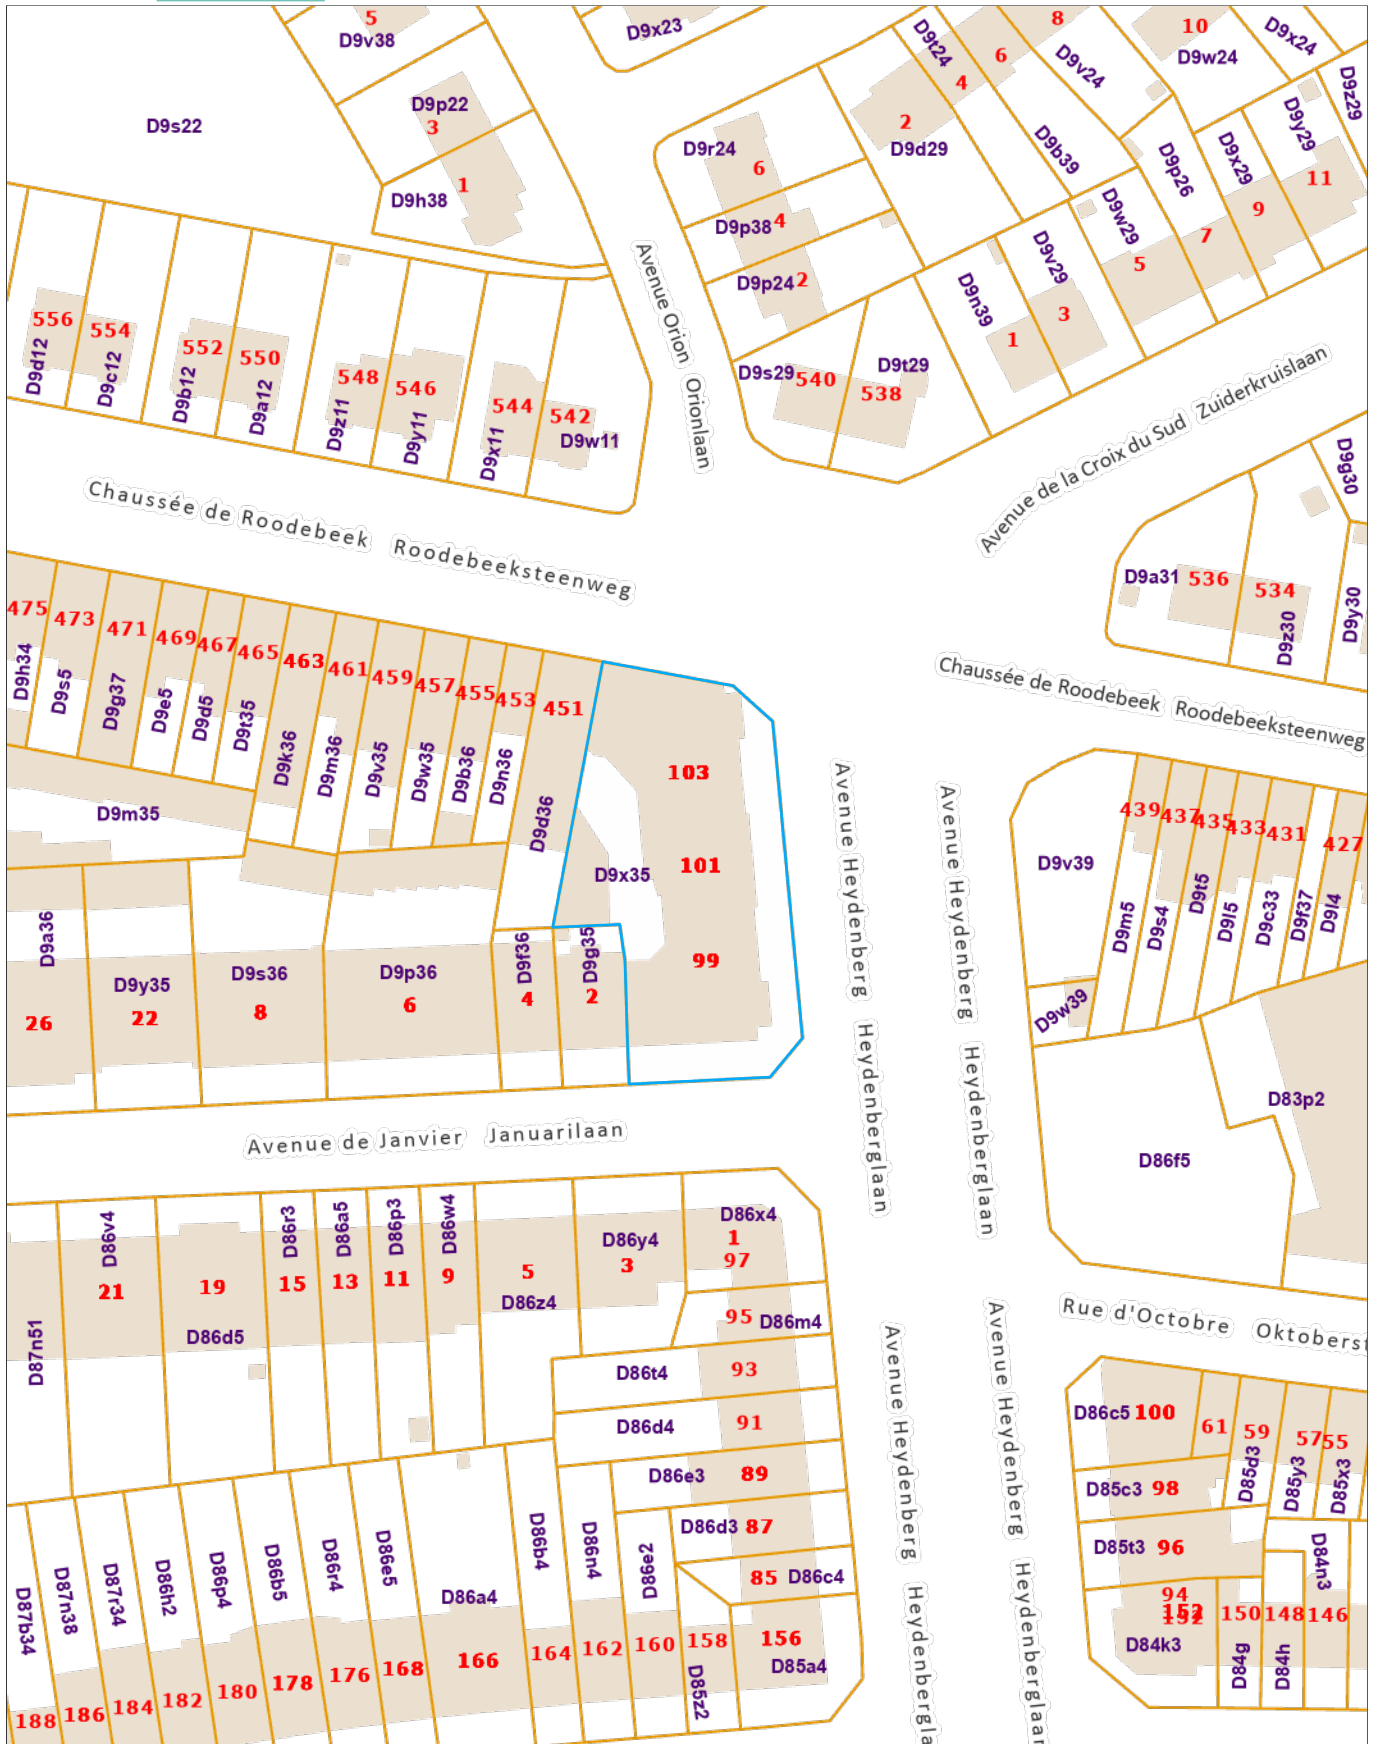 5
D9v38
D9x23
D9t24
8
6
4
D9v24
10
D9w24
D9x24
D9z29
D9p22
3
D9s22
D9r24
6
2
D9d29
D9b39
D9p26
D9x29
D9y29
11
1
D9h38
D9p38
4
D9w29
9
7
D9p24
2
D9v29
5
D9n39
3
1
Avenue Orion Orionlaan
556
D9d12
554
D9c12
552
D9b12
550
D9a12
548
D9z11
546
D9y11
544
D9x11
542
D9w11
D9s29
540
D9t29
538
Avenue de la Croix du Sud Zuiderkruislaan
D9g30
Chaussée de Roodebeek Roodebeeksteenweg
D9a31
536
534
D9z30
D9y30
475
473
471
469
467
465
463
461
459
457
455
453
451
D9h34
D9s5
D9g37
D9e5
D9d5
D9t35
D9k36
D9m36
D9v35
D9w35
D9b36
D9n36
D9d36
Chaussée de Roodebeek Roodebeeksteenweg
103
D9m35
101
D9x35
99
Avenue Heydenberg Heydenberglaan
Avenue Heydenberg Heydenberglaan
439
437
435
433
431
427
D9v39
D9m5
D9s4
D9t5
D9l5
D9c33
D9f37
D9l4
D9w39
D9a36
26
D9y35
22
D9s36
8
D9p36
6
D9f36
4
D9g35
2
D83p2
D86f5
Avenue de Janvier Januarilaan
D87n51
D86v4
21
19
D86d5
D86r3
15
D86a5
13
D86p3
11
D86w4
9
5
D86z4
D86y4
3
D86x4
1
97
95
D86m4
D86t4
93
D86d4
91
D86e3
89
D86d3
87
85
D86c4
Rue d'Octobre Oktoberst
Avenue Heydenberg Heydenbergla
Avenue Heydenberg Heydenberglaan
D86c5
100
61
59
57
55
D85d3
D85y3
D85x3
D85c3
98
D85t3
96
94
152
D84k3
150
D84g
148
D84h
D84n3
146
D87b34
188
D87n38
186
D87r34
184
D86h2
182
D86p4
180
D86b5
178
D86r4
176
D86e5
168
D86a4
166
D86b4
164
D86n4
162
D86e2
160
158
D85z2
156
D85a4